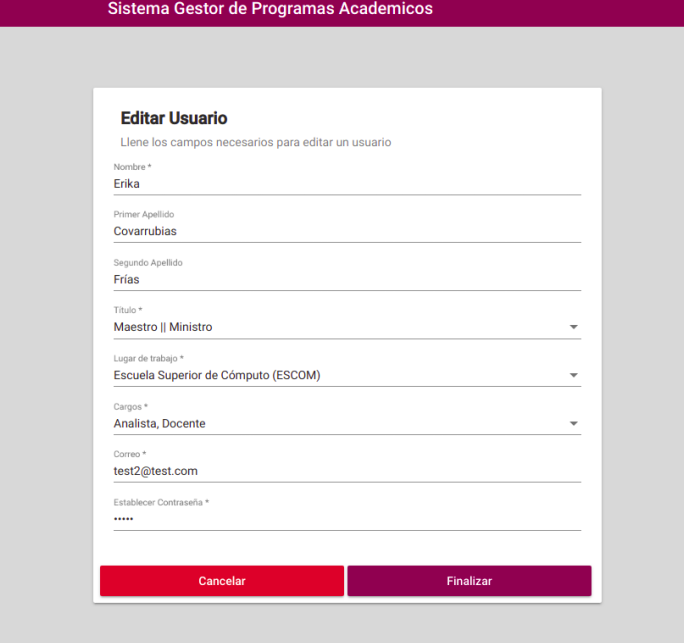 Sistema Gestor de Programas Academicos
Editar Usuario
Llene los campos necesarios para editar un usuario
Nombre *
Erika
Primer Apellido
Covarrubias
Segundo Apellido
Frías
Título *
Maestro || Ministro
Lugar de trabajo *
Escuela Superior de Cómputo (ESCOM)
Cargos *
Analista, Docente
Correo *
test2@test.com
Establecer Contraseña *
•••••
Cancelar
Finalizar